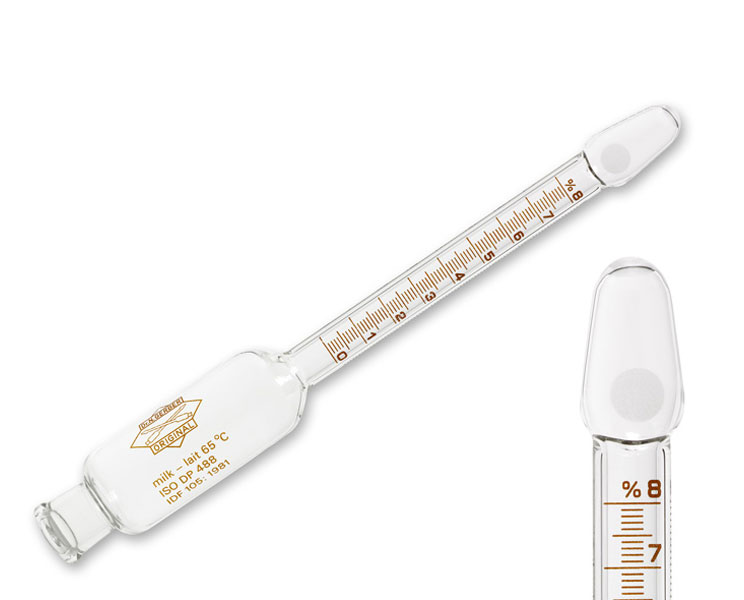 Dr.N.GERBER
ORIGINAL
milk – lait 65 °C
ISO DP 488
IDF 105: 1981
0
1
2
3
4
5
6
7
% 8
% 8
7